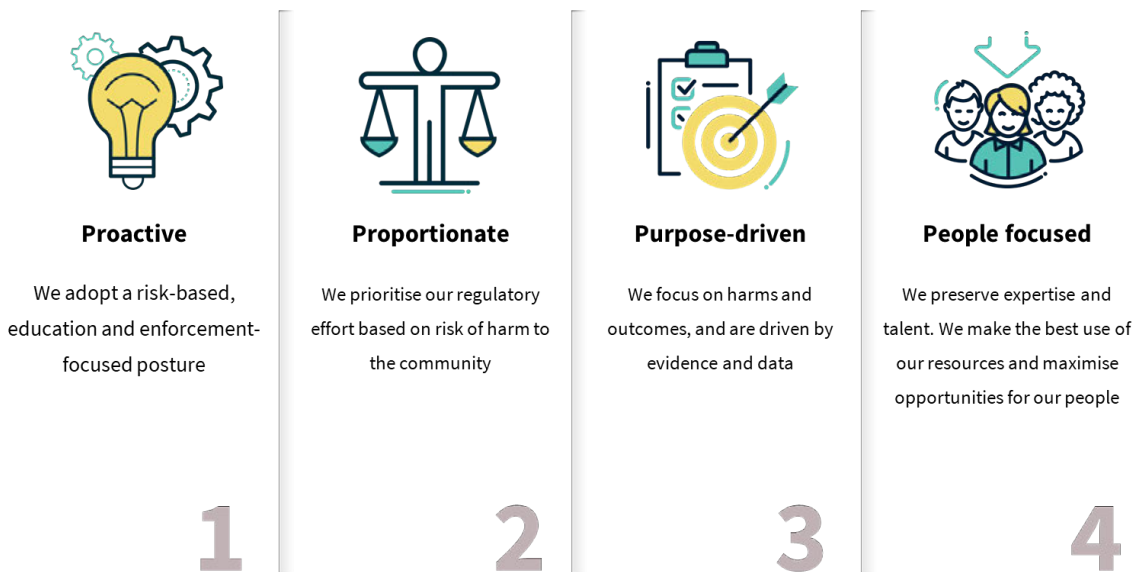 Proactive
We adopt a risk-based,
education and enforcement-
focused posture
1
Proportionate
We prioritise our regulatory
effort based on risk of harm to
the community
2
Purpose-driven
We focus on harms and
outcomes, and are driven by
evidence and data
3
People focused
We preserve expertise and
talent. We make the best use of
our resources and maximise
opportunities for our people
4